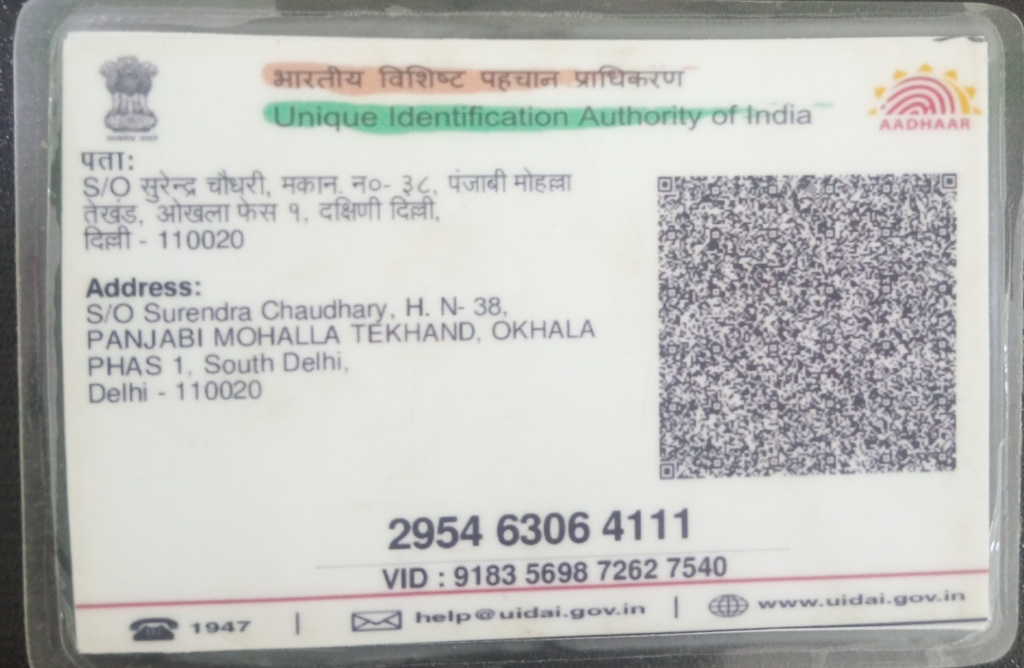 भारतीय विशिष्ट पहचान प्राधिकरण
Unique Identification Authority of India
AADHAAR
पता:
S/O सुरेन्द्र चौधरी, मकान. न०- ३८, पंजाबी मोहल्ला
तेखंड, ओखला फेस १, दक्षिणी दिल्ली,
दिल्ली - 110020
Address:
S/O Surendra Chaudhary, H. N- 38,
PANJABI MOHALLA TEKHAND, OKHALA
PHAS 1, South Delhi,
Delhi - 110020
2954 6306 4111
VID : 9183 5698 7262 7540
1947 | help@uidai.gov.in | www.uidai.gov.in